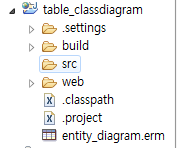 table_classdiagram
.settings
build
src
web
.classpath
.project
entity_diagram.erm